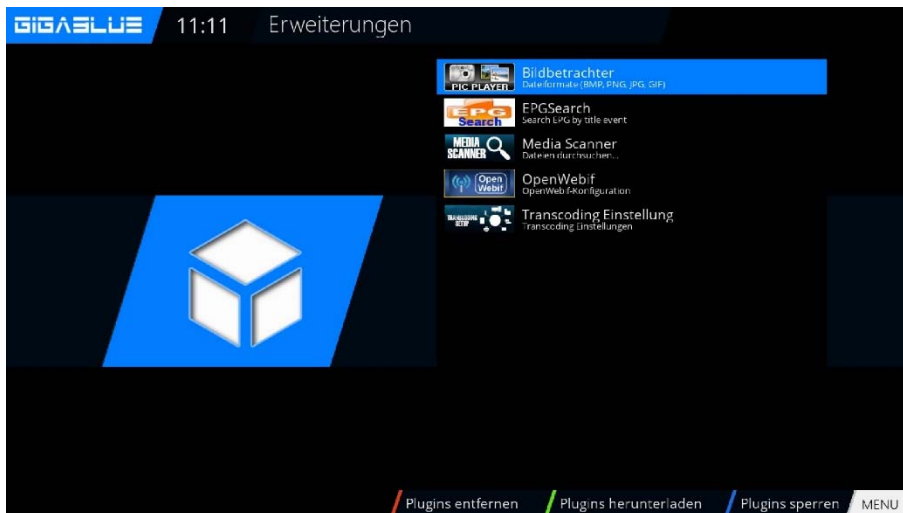 GIGABLUE 11:11 Erweiterungen
PIC PLAYER
Bildbetrachter
Dateiformate (BMP, PNG, JPG, GIF)
EPG Search
EPGSearch
Search EPG by title event
MEDIA SCANNER
Media Scanner
Dateien durchsuchen...
Open Webif
OpenWebif
OpenWebif-Konfiguration
TRANSCODING SETUP
Transcoding Einstellung
Transcoding Einstellungen
Plugins entfernen Plugins herunterladen Plugins sperren MENU